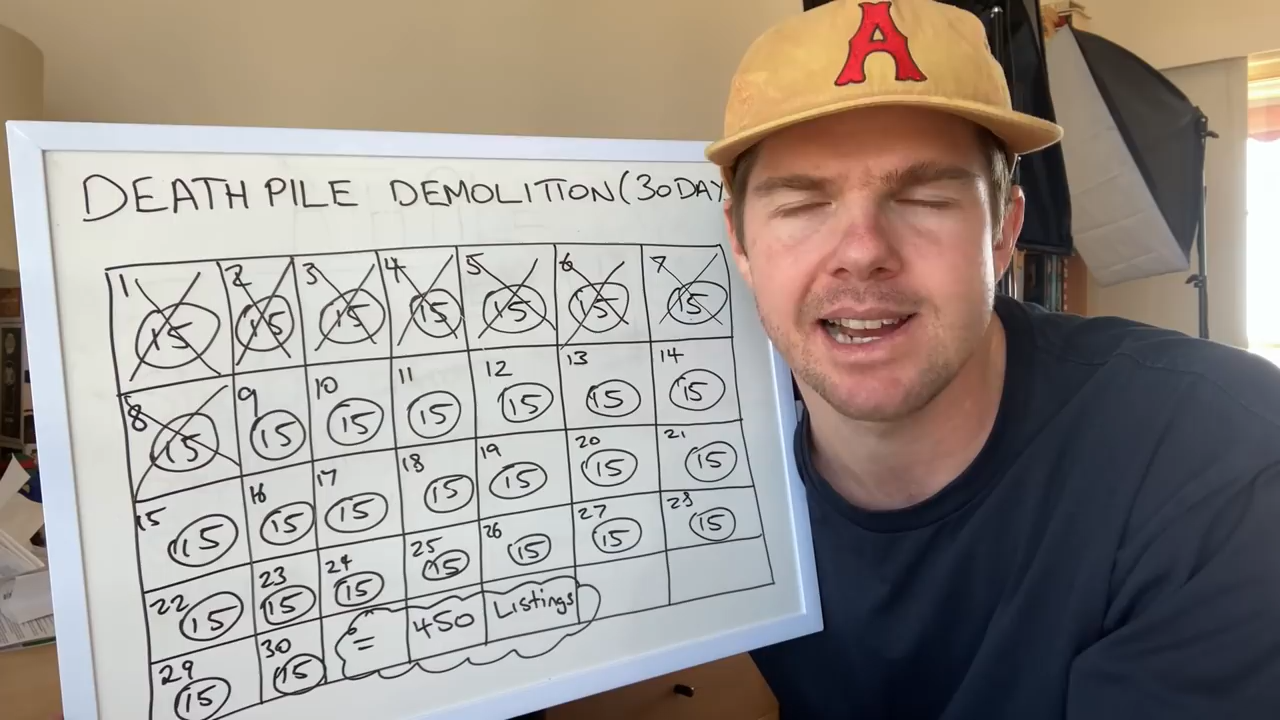 DEATH PILE DEMOLITION (30 DAY
1 2 3 4 5 6 7
15 15 15 15 15 15 15
8 9 10 11 12 13 14
15 15 15 15 15 15 15
15 16 17 18 19 20 21
15 15 15 15 15 15 15
22 23 24 25 26 27 28
15 15 15 15 15 15 15
29 30 = 450 Listings
15 15
A